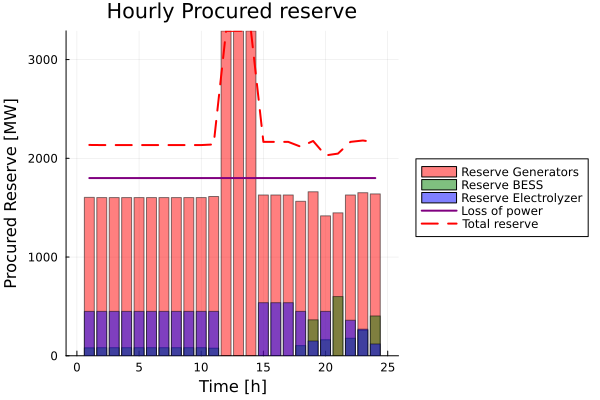 Hourly Procured reserve
Procured Reserve [MW]
3000
2000
1000
0
0 5 10 15 20 25
Time [h]
Reserve Generators
Reserve BESS
Reserve Electrolyzer
Loss of power
Total reserve